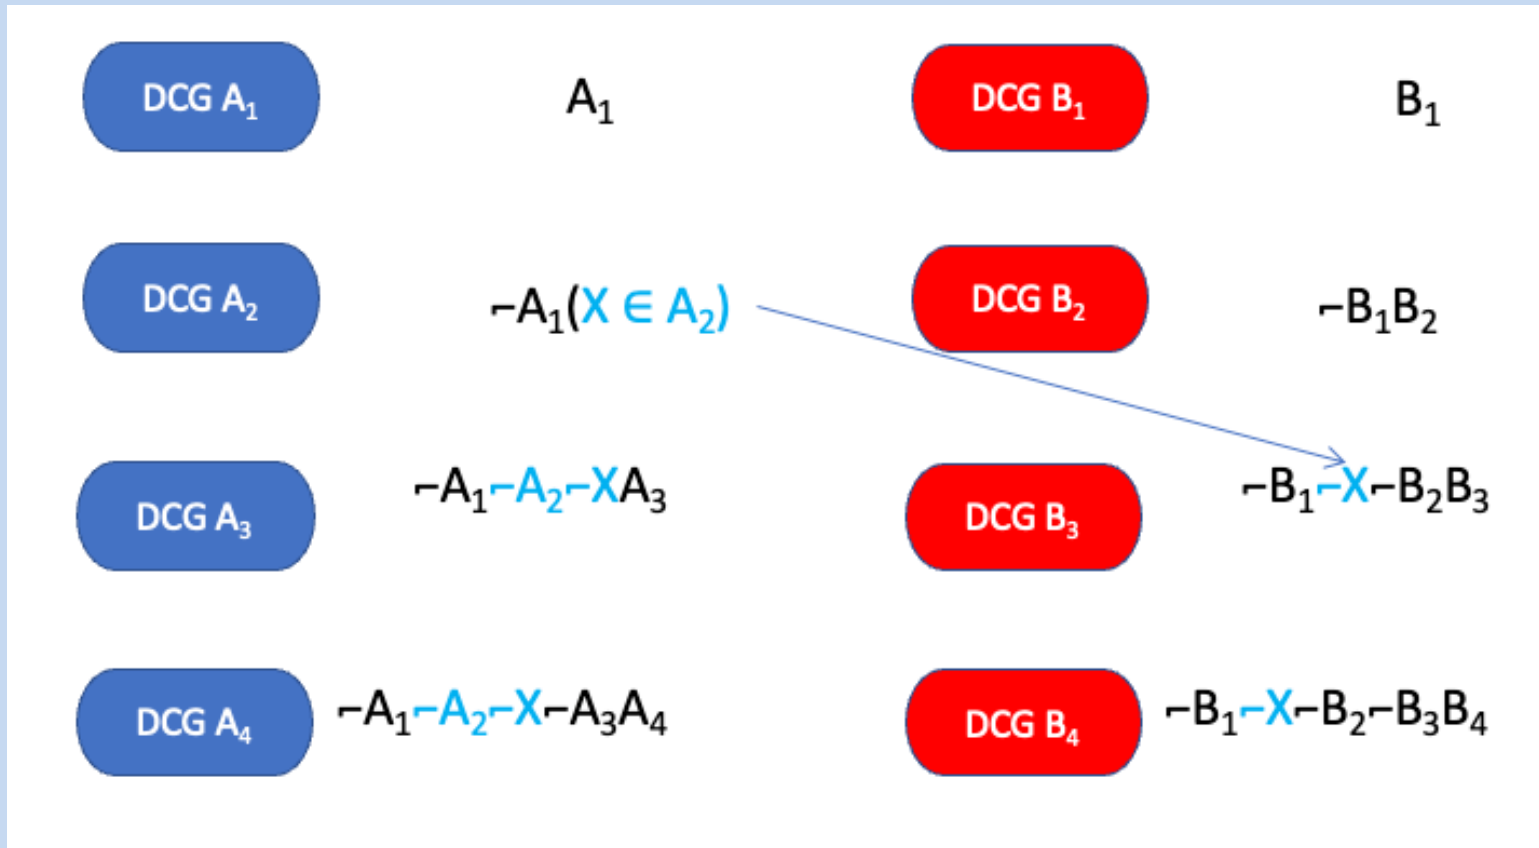 DCG A₁ A₁ DCG B₁ B₁
DCG A₂ ⌐A₁(X ∈ A₂) DCG B₂ ⌐B₁B₂
DCG A₃ ⌐A₁⌐A₂⌐XA₃ DCG B₃ ⌐B₁⌐X⌐B₂B₃
DCG A₄ ⌐A₁⌐A₂⌐X⌐A₃A₄ DCG B₄ ⌐B₁⌐X⌐B₂⌐B₃B₄